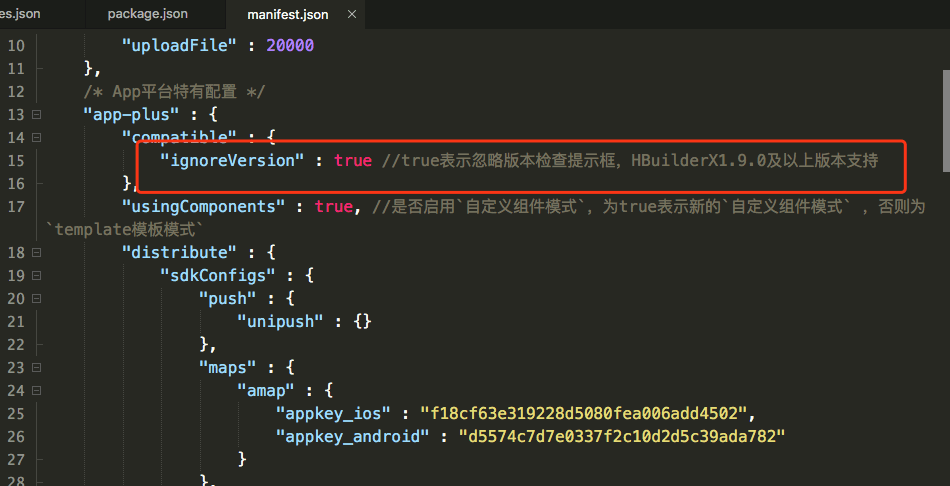 es.json package.json manifest.json ×
10 "uploadFile" : 20000
11 },
12 /* App平台特有配置 */
13 "app-plus" : {
14 "compatible" : {
15 "ignoreVersion" : true //true表示忽略版本检查提示框，HBuilderX1.9.0及以上版本支持
16 },
17 "usingComponents" : true, //是否启用`自定义组件模式`，为true表示新的`自定义组件模式` ，否则为
`template模板模式`
18 "distribute" : {
19 "sdkConfigs" : {
20 "push" : {
21 "unipush" : {}
22 },
23 "maps" : {
24 "amap" : {
25 "appkey_ios" : "f18cf63e319228d5080fea006add4502",
26 "appkey_android" : "d5574c7d7e0337f2c10d2d5c39ada782"
27 }
28 },